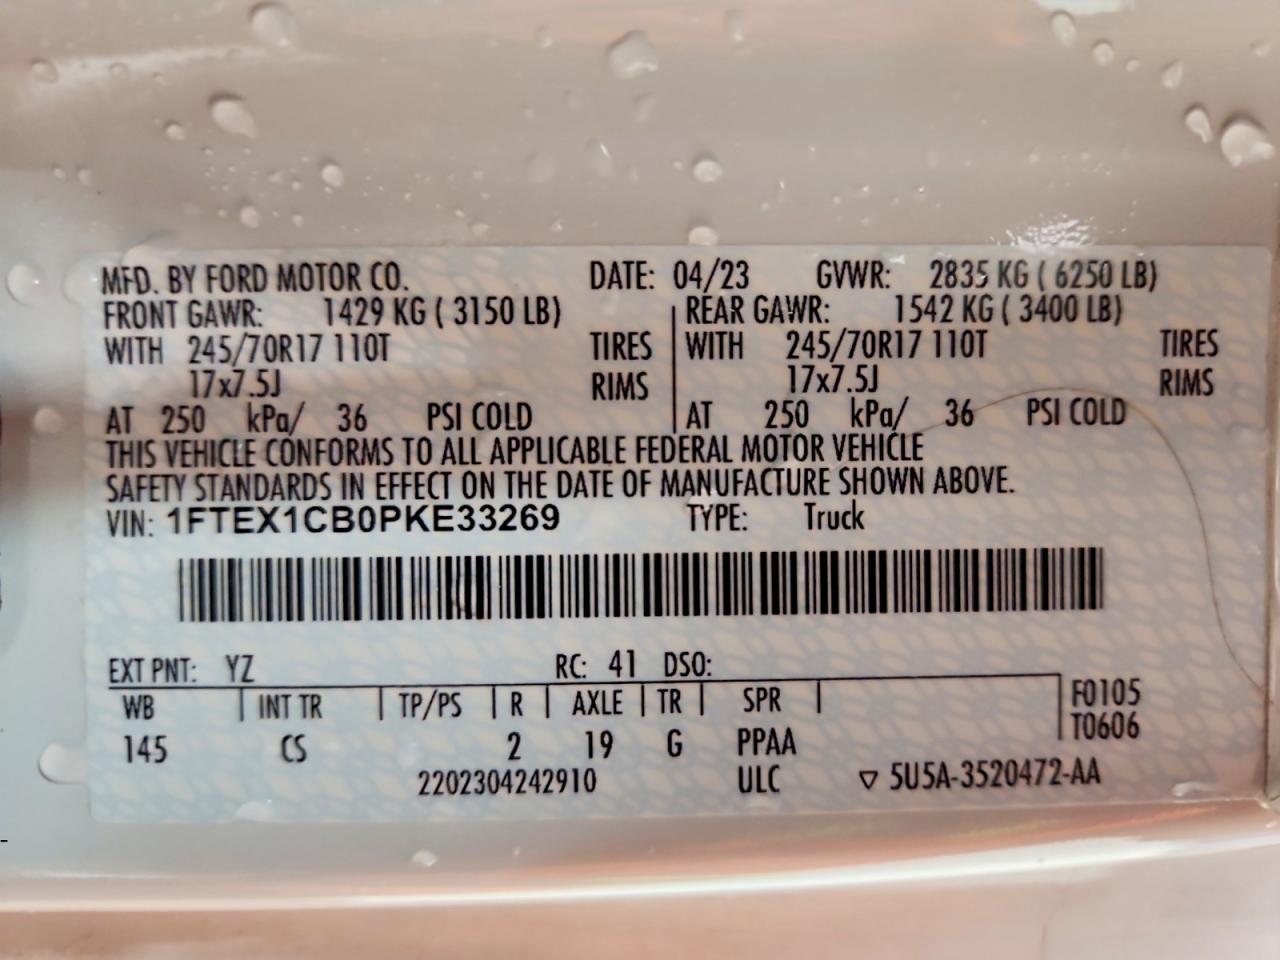 MFD. BY FORD MOTOR CO. DATE: 04/23 GVWR: 2835 KG ( 6250 LB)
FRONT GAWR: 1429 KG ( 3150 LB) REAR GAWR: 1542 KG ( 3400 LB)
WITH 245/70R17 110T TIRES WITH 245/70R17 110T TIRES
17x7.5J RIMS 17x7.5J RIMS
AT 250 kPa/ 36 PSI COLD AT 250 kPa/ 36 PSI COLD
THIS VEHICLE CONFORMS TO ALL APPLICABLE FEDERAL MOTOR VEHICLE
SAFETY STANDARDS IN EFFECT ON THE DATE OF MANUFACTURE SHOWN ABOVE.
VIN: 1FTEX1CB0PKE33269 TYPE: Truck
EXT PNT: YZ RC: 41 DSO:
WB INT TR TP/PS R AXLE TR SPR F0105
T0606
145 CS 2 19 G PPAA
2202304242910 ULC ▽ 5U5A-3520472-AA